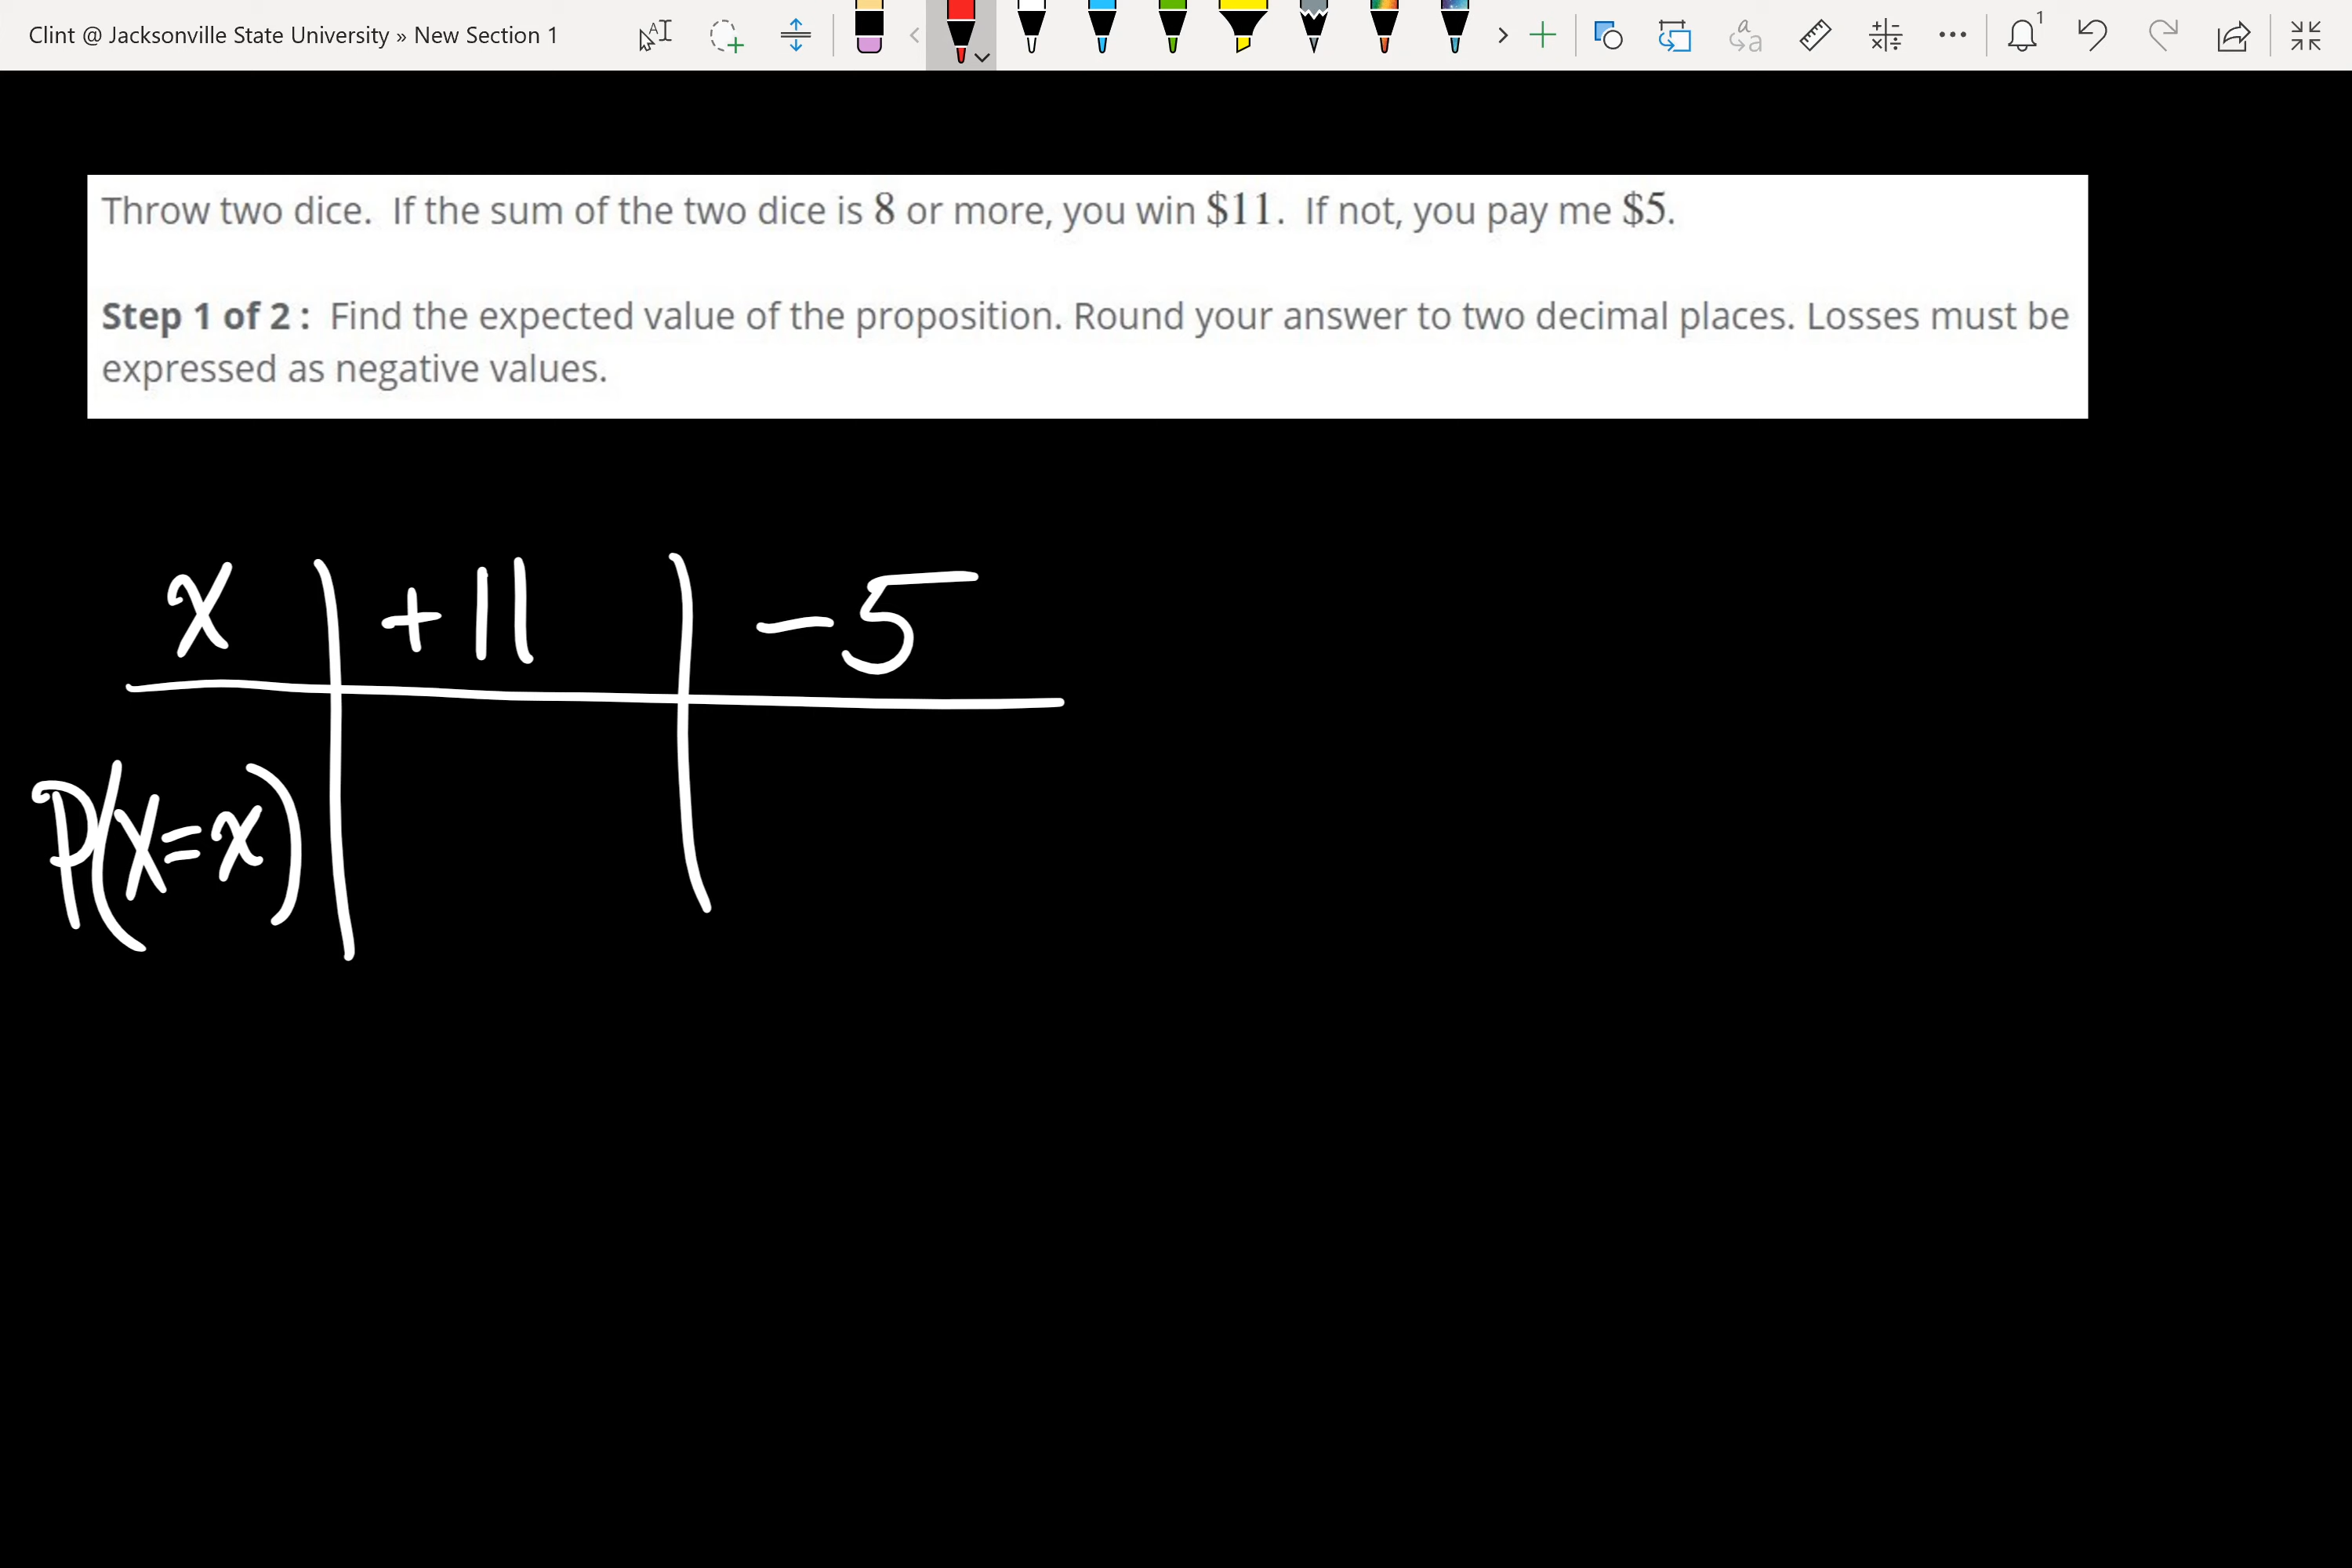 Clint @ Jacksonville State University » New Section 1
1
Throw two dice. If the sum of the two dice is 8 or more, you win $11. If not, you pay me $5.
Step 1 of 2 : Find the expected value of the proposition. Round your answer to two decimal places. Losses must be
expressed as negative values.
x +11 -5
P(X=x)